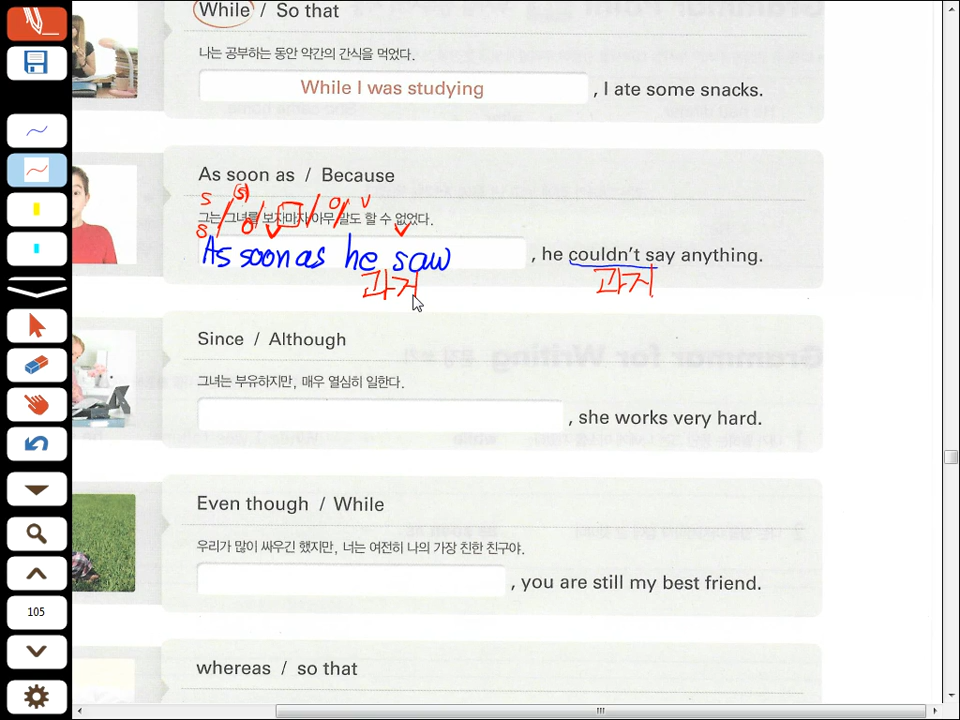 While / So that
나는 공부하는 동안 약간의 간식을 먹었다.
While I was studying , I ate some snacks.
As soon as / Because
S (S) O V
그는 그녀를 보자마자 아무 말도 할 수 없었다.
S O
As soon as he saw , he couldn't say anything.
과거 과거
Since / Although
그녀는 부유하지만, 매우 열심히 일한다.
, she works very hard.
Even though / While
우리가 많이 싸우긴 했지만, 너는 여전히 나의 가장 친한 친구야.
, you are still my best friend.
105
whereas / so that